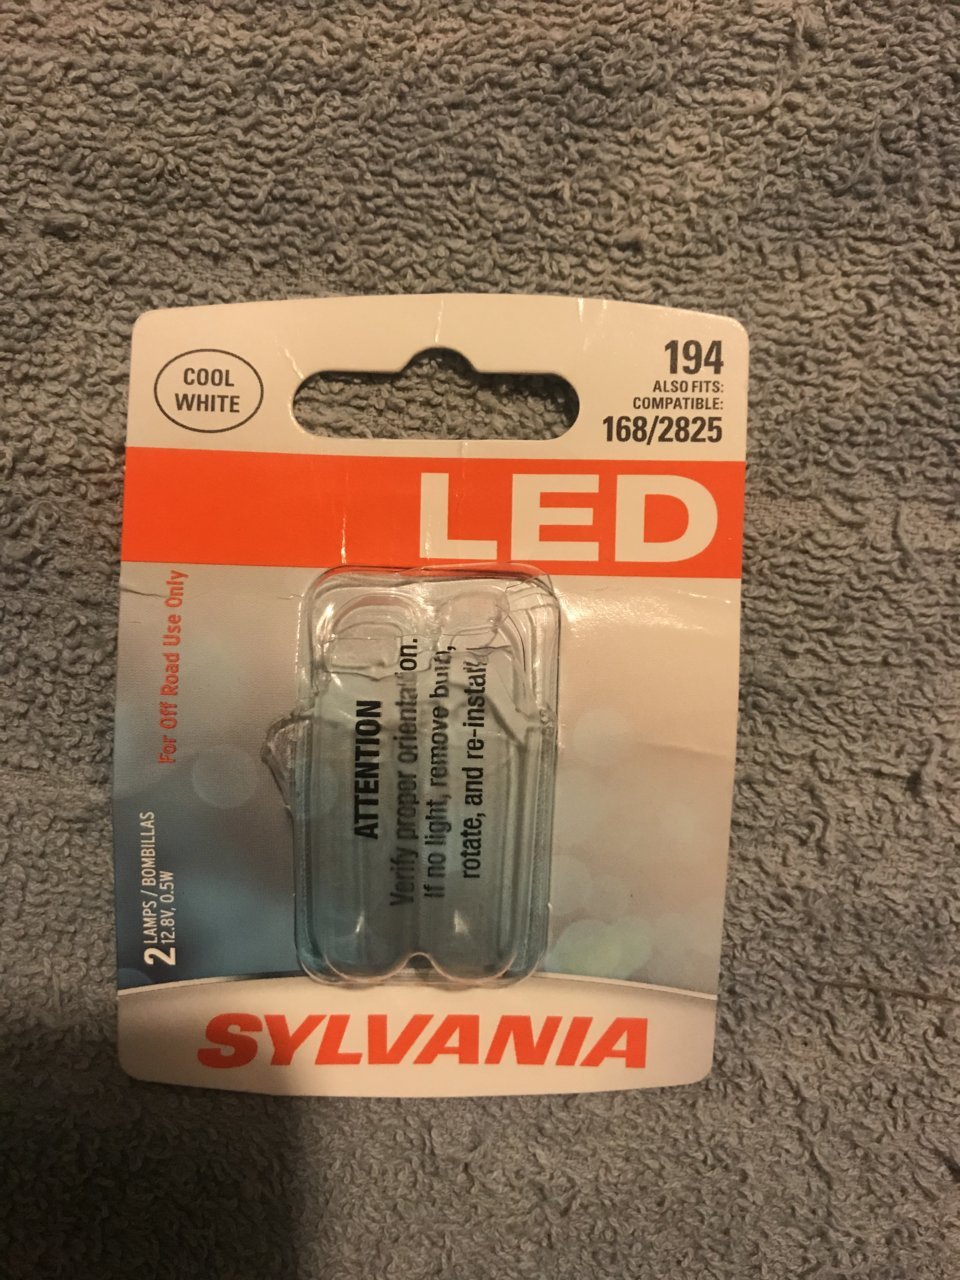 COOL
WHITE
194
ALSO FITS:
COMPATIBLE:
168/2825
LED
For Off Road Use Only
ATTENTION
Verify proper orientation.
If no light, remove bulb,
rotate, and re-install.
2 LAMPS / BOMBILLAS
12.8V, 0.5W
SYLVANIA